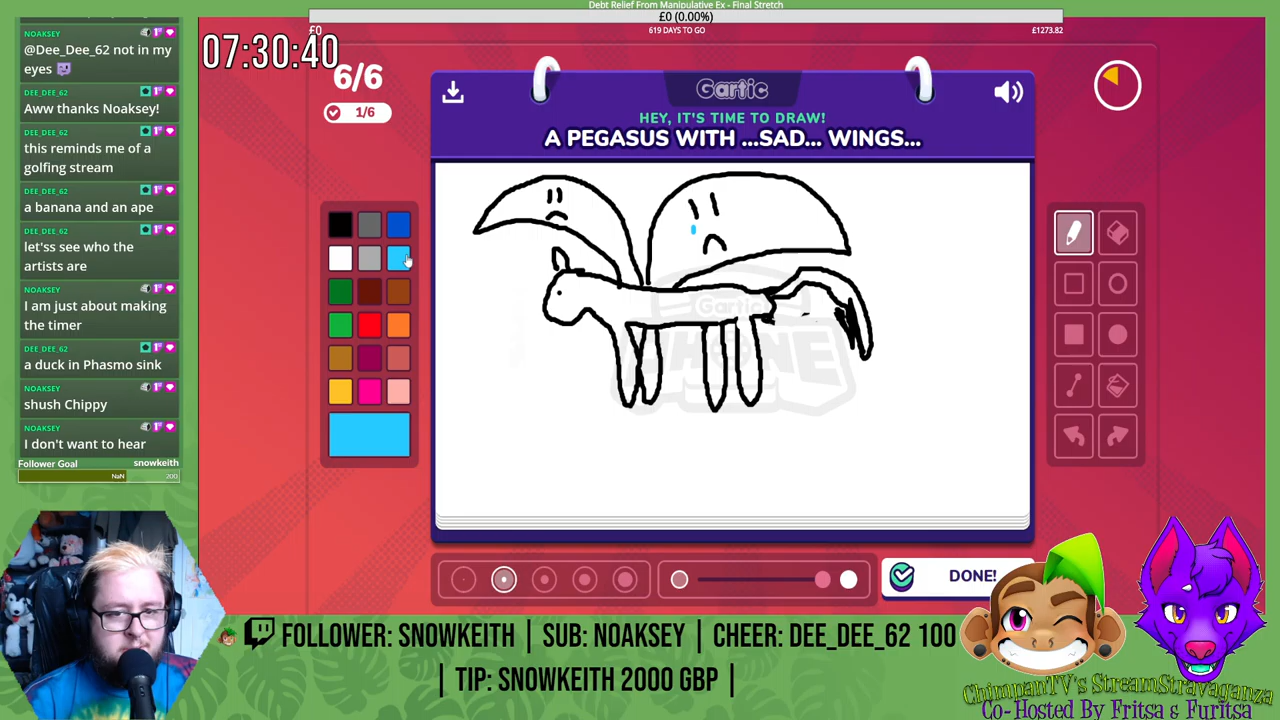 Debt Relief From Manipulative Ex - Final Stretch
£0 (0.00%)
£0
619 DAYS TO GO
£1273.82
07:30:40
NOAKSEY
@Dee_Dee_62 not in my
eyes
DEE_DEE_62
Aww thanks Noaksey!
DEE_DEE_62
this reminds me of a
golfing stream
DEE_DEE_62
a banana and an ape
DEE_DEE_62
let'ss see who the
artists are
NOAKSEY
I am just about making
the timer
DEE_DEE_62
a duck in Phasmo sink
NOAKSEY
shush Chippy
NOAKSEY
I don't want to hear
Follower Goal snowkeith
NaN 200
6/6
1/6
Gartic
HEY, IT'S TIME TO DRAW!
A PEGASUS WITH ...SAD... WINGS...
Gartic
PHONE
DONE!
FOLLOWER: SNOWKEITH | SUB: NOAKSEY | CHEER: DEE_DEE_62 100
| TIP: SNOWKEITH 2000 GBP |
ChimpanTV's StreamStravaganza
Co-Hosted By Fritsa & Furitsa